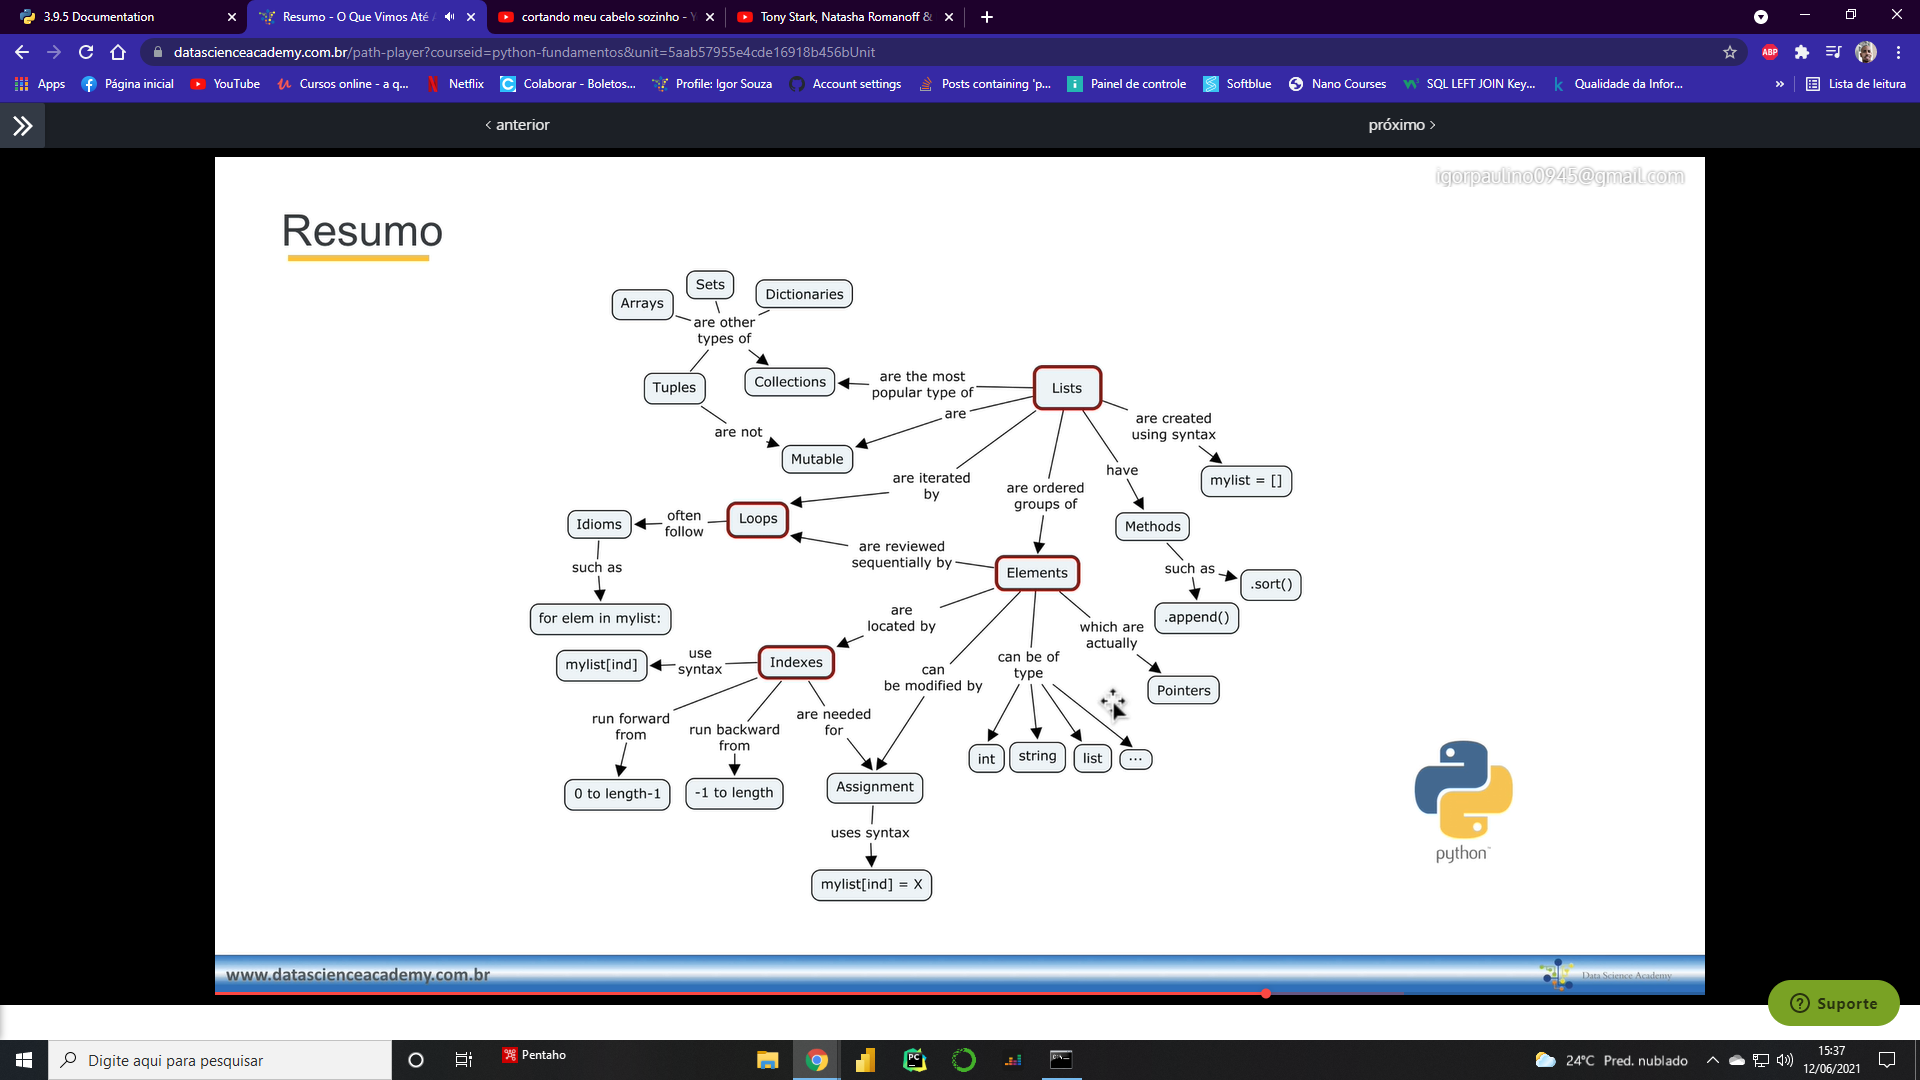 3.9.5 Documentation
Resumo - O Que Vimos Até
cortando meu cabelo sozinho - Y
Tony Stark, Natasha Romanoff &
datascienceacademy.com.br/path-player?courseid=python-fundamentos&unit=5aab57955e4cde16918b456bUnit
ABP
Apps
Página inicial
YouTube
Cursos online - a q...
Netflix
Colaborar - Boletos...
Profile: Igor Souza
Account settings
Posts containing 'p...
Painel de controle
Softblue
Nano Courses
SQL LEFT JOIN Key...
Qualidade da Infor...
»
Lista de leitura
‹ anterior
próximo ›
igorpaulino0945@gmail.com
Resumo
Sets
Arrays
Dictionaries
are other
types of
Tuples
Collections
are the most
popular type of
Lists
are
are not
Mutable
are created
using syntax
mylist = []
are iterated
by
are ordered
groups of
have
Methods
Idioms
often
follow
Loops
are reviewed
sequentially by
such as
.sort()
.append()
Elements
such as
for elem in mylist:
are
located by
which are
actually
Pointers
mylist[ind]
use
syntax
Indexes
can
be modified by
can be of
type
run forward
from
run backward
from
are needed
for
int
string
list
...
0 to length-1
-1 to length
Assignment
uses syntax
mylist[ind] = X
python
www.datascienceacademy.com.br
Data Science Academy
Suporte
Digite aqui para pesquisar
Pentaho
PC
24°C Pred. nublado
15:37
12/06/2021